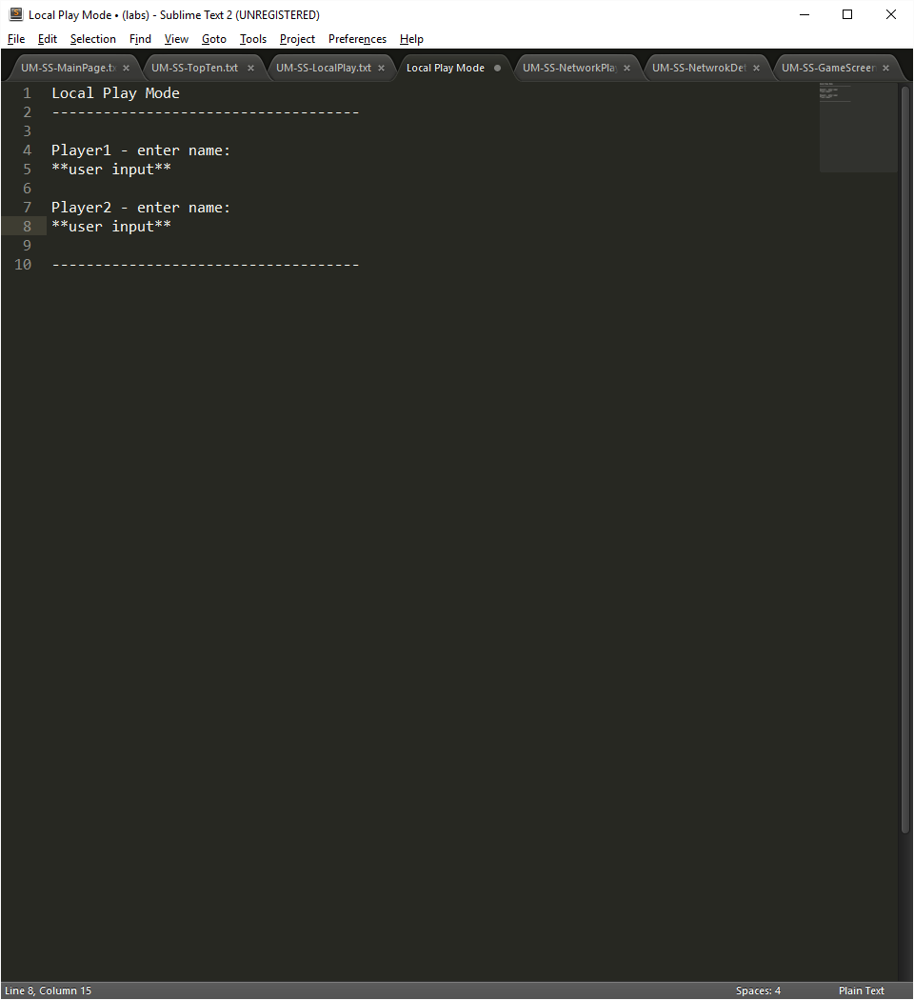 Local Play Mode • (labs) - Sublime Text 2 (UNREGISTERED)
File Edit Selection Find View Goto Tools Project Preferences Help
UM-SS-MainPage.tx UM-SS-TopTen.txt UM-SS-LocalPlay.txt Local Play Mode UM-SS-NetworkPlay UM-SS-NetwrokDet UM-SS-GameScreen
1 Local Play Mode
2 ------------------------------------
3
4 Player1 - enter name:
5 **user input**
6
7 Player2 - enter name:
8 **user input**
9
10 ------------------------------------
Line 8, Column 15 Spaces: 4 Plain Text